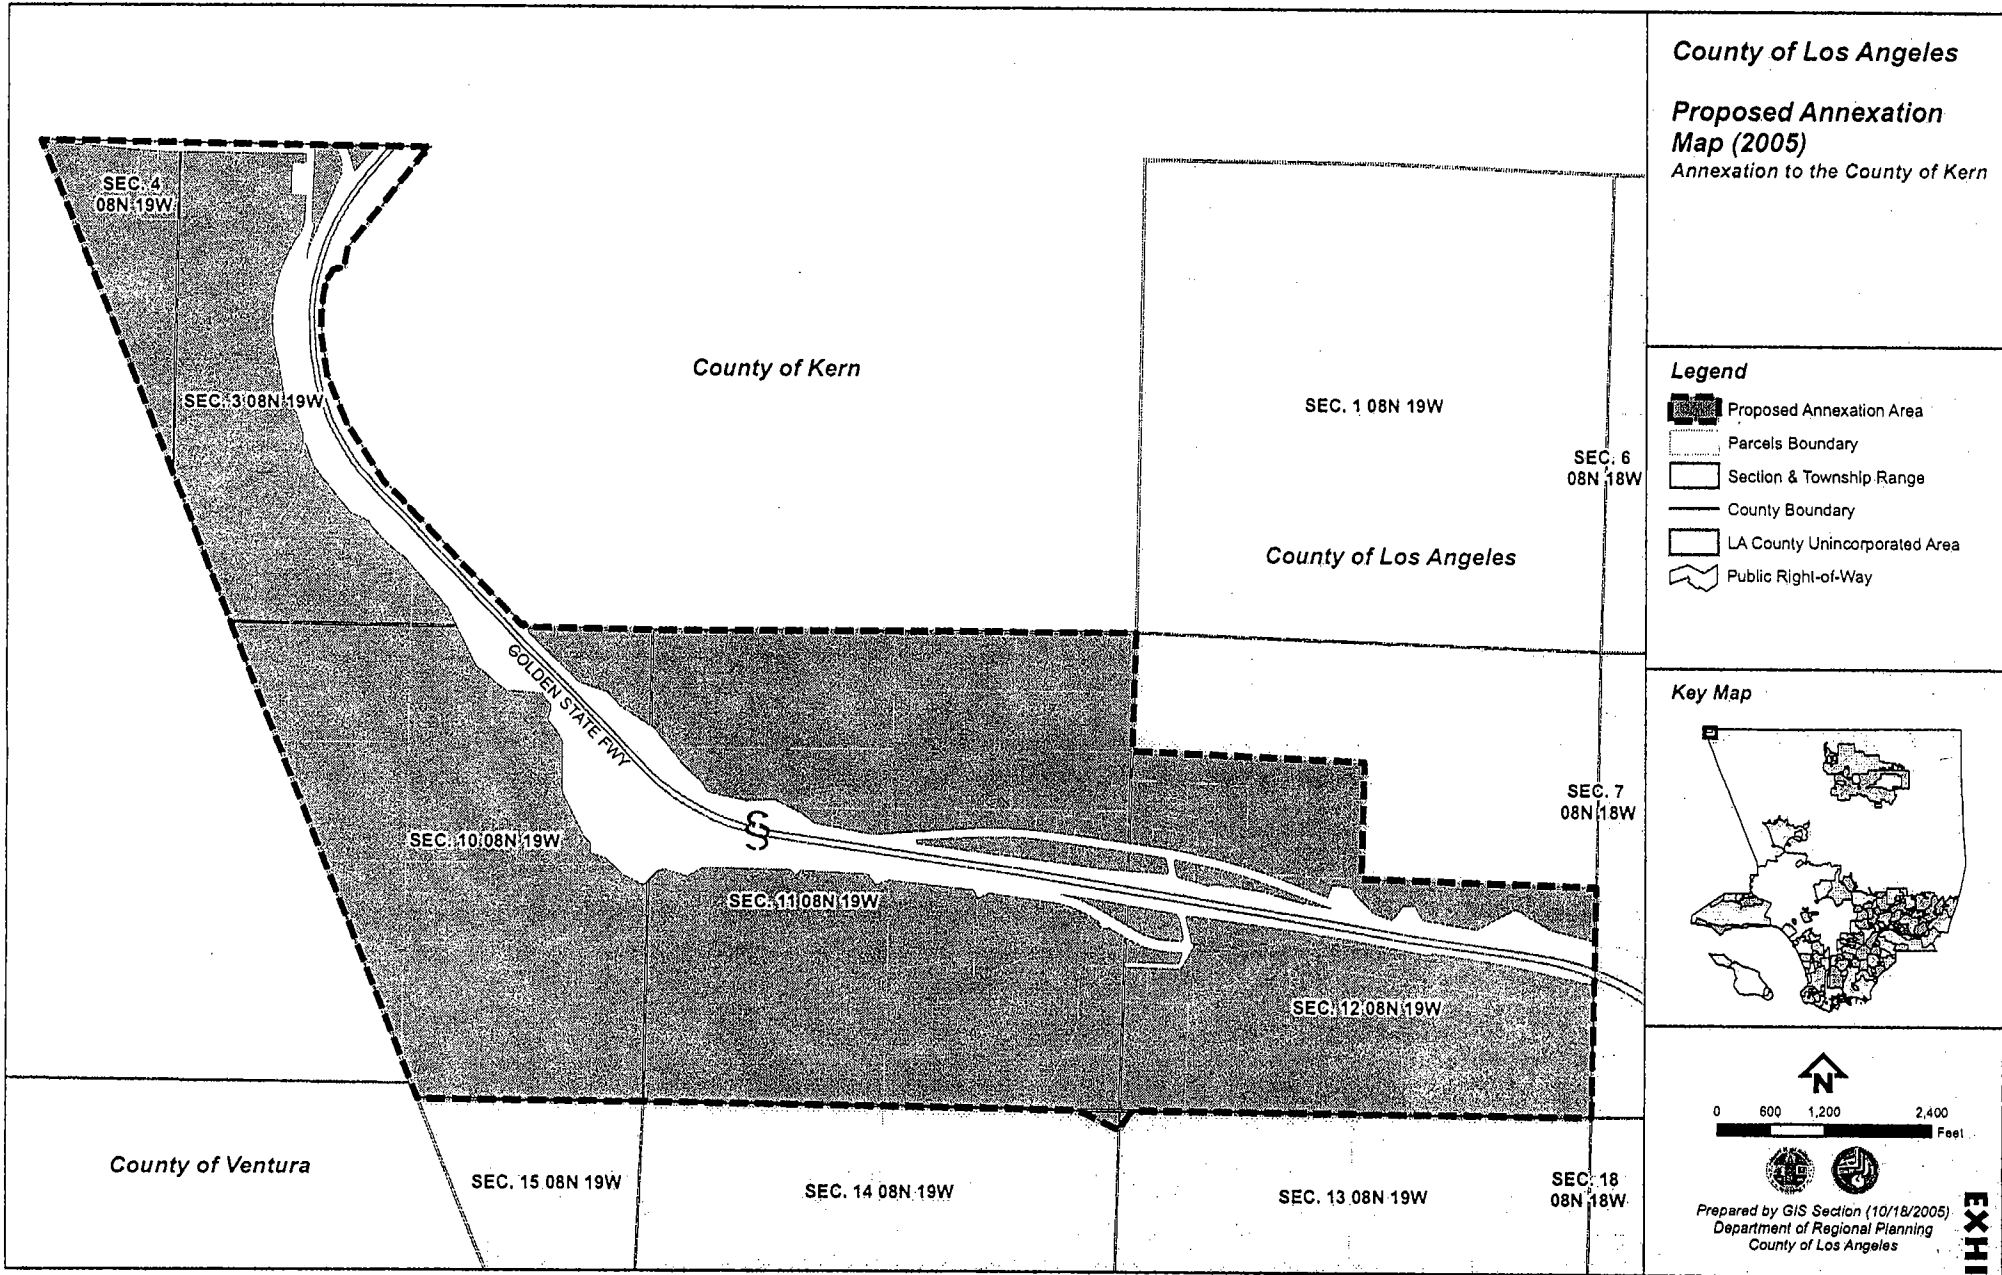 County of Los Angeles
Proposed Annexation
Map (2005)
Annexation to the County of Kern
SEC. 4
08N 19W
SEC. 3 08N 19W
County of Kern
SEC. 1 08N 19W
SEC. 6
08N 18W
County of Los Angeles
GOLDEN STATE FWY
SEC. 7
08N 18W
SEC. 10 08N 19W
SEC. 11 08N 19W
SEC. 12 08N 19W
County of Ventura
SEC. 15 08N 19W
SEC. 14 08N 19W
SEC. 13 08N 19W
SEC. 18
08N 18W
Legend
Proposed Annexation Area
Parcels Boundary
Section & Township Range
County Boundary
LA County Unincorporated Area
Public Right-of-Way
Key Map
N
0 600 1,200 2,400
Feet
Prepared by GIS Section (10/18/2005)
Department of Regional Planning
County of Los Angeles
EXHI